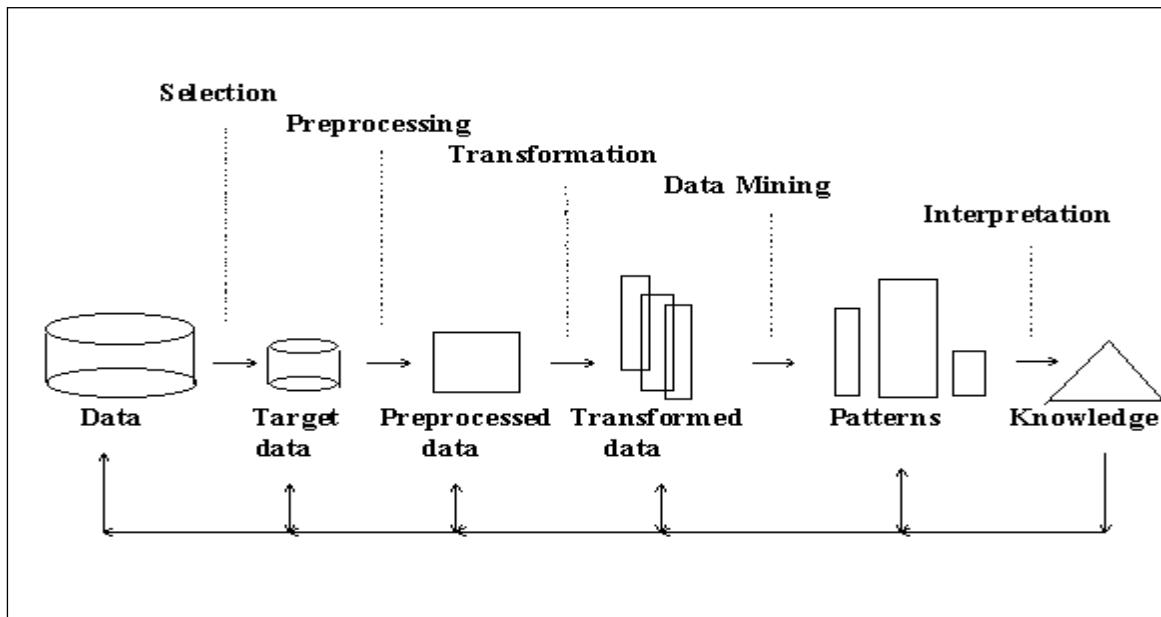 Selection
Preprocessing
Transformation
Data Mining
Interpretation
Data
Target
data
Preprocessed
data
Transformed
data
Patterns
Knowledge